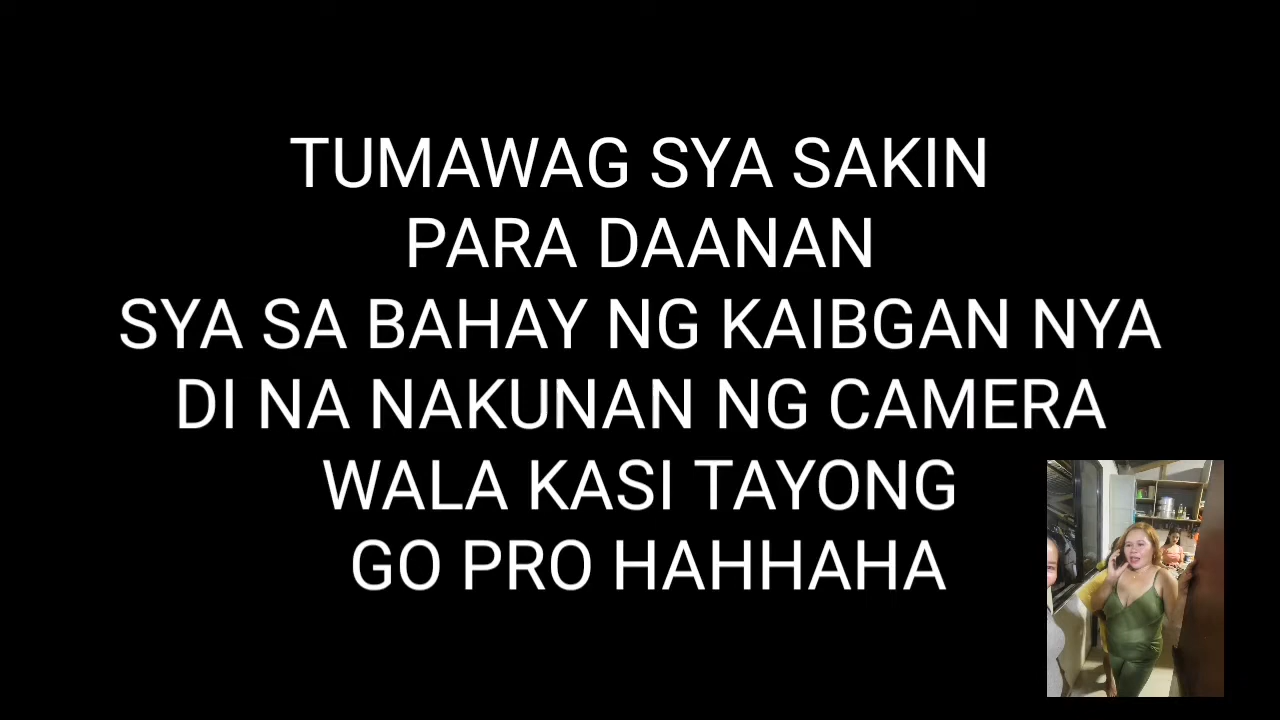 TUMAWAG SYA SAKIN
PARA DAANAN
SYA SA BAHAY NG KAIBGAN NYA
DI NA NAKUNAN NG CAMERA
WALA KASI TAYONG
GO PRO HAHHAHA